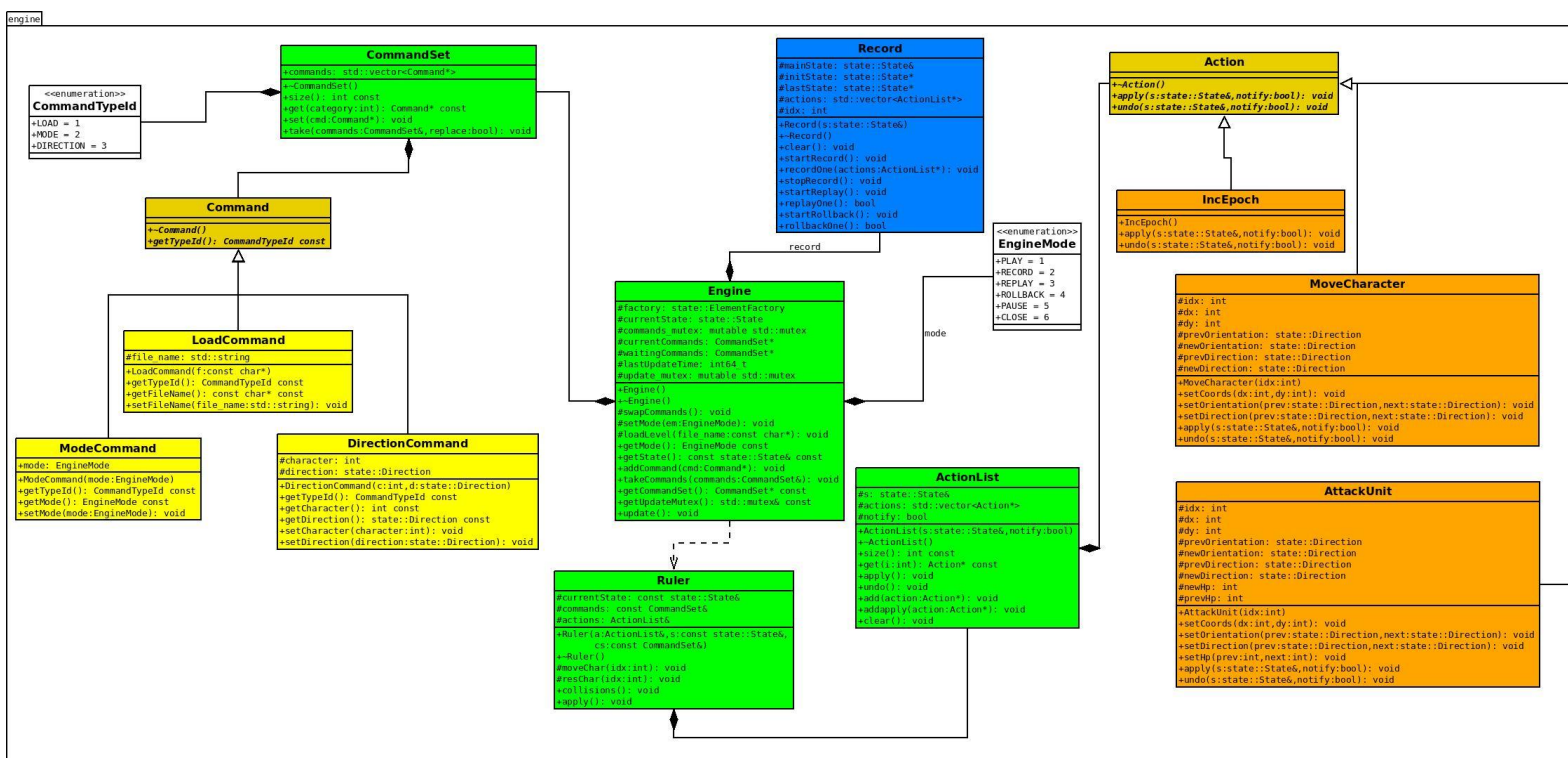 engine
CommandSet
+commands: std::vector<Command*>
+~CommandSet()
+size(): int const
+get(category:int): Command* const
+set(cmd:Command*): void
+take(commands:CommandSet&,replace:bool): void
<<enumeration>>
CommandTypeId
+LOAD = 1
+MODE = 2
+DIRECTION = 3
Command
+~Command()
+getTypeId(): CommandTypeId const
LoadCommand
#file_name: std::string
+LoadCommand(f:const char*)
+getTypeId(): CommandTypeId const
+getFileName(): const char* const
+setFileName(file_name:std::string): void
ModeCommand
+mode: EngineMode
+ModeCommand(mode:EngineMode)
+getTypeId(): CommandTypeId const
+getMode(): EngineMode const
+setMode(mode:EngineMode): void
DirectionCommand
#character: int
#direction: state::Direction
+DirectionCommand(c:int,d:state::Direction)
+getTypeId(): CommandTypeId const
+getCharacter(): int const
+getDirection(): state::Direction const
+setCharacter(character:int): void
+setDirection(direction:state::Direction): void
Record
#mainState: state::State&
#initState: state::State*
#lastState: state::State*
#actions: std::vector<ActionList*>
#idx: int
+Record(s:state::State&)
+~Record()
+clear(): void
+startRecord(): void
+recordOne(actions:ActionList*): void
+stopRecord(): void
+startReplay(): void
+replayOne(): bool
+startRollback(): void
+rollbackOne(): bool
record
<<enumeration>>
EngineMode
+PLAY = 1
+RECORD = 2
+REPLAY = 3
+ROLLBACK = 4
+PAUSE = 5
+CLOSE = 6
mode
Engine
#factory: state::ElementFactory
#currentState: state::State
#commands_mutex: mutable std::mutex
#currentCommands: CommandSet*
#waitingCommands: CommandSet*
#lastUpdateTime: int64_t
#update_mutex: mutable std::mutex
+Engine()
+~Engine()
#swapCommands(): void
#setMode(em:EngineMode): void
#loadLevel(file_name:const char*): void
+getMode(): EngineMode const
+getState(): const state::State& const
+addCommand(cmd:Command*): void
+takeCommands(commands:CommandSet&): void
+getCommandSet(): CommandSet* const
+getUpdateMutex(): std::mutex& const
+update(): void
Ruler
#currentState: const state::State&
#commands: const CommandSet&
#actions: ActionList&
+Ruler(a:ActionList&,s:const state::State&,
cs:const CommandSet&)
+~Ruler()
#moveChar(idx:int): void
#resChar(idx:int): void
+collisions(): void
+apply(): void
ActionList
#s: state::State&
#actions: std::vector<Action*>
#notify: bool
+ActionList(s:state::State&,notify:bool)
+~ActionList()
+size(): int const
+get(i:int): Action* const
+apply(): void
+undo(): void
+add(action:Action*): void
+addapply(action:Action*): void
+clear(): void
Action
+~Action()
+apply(s:state::State&,notify:bool): void
+undo(s:state::State&,notify:bool): void
IncEpoch
+IncEpoch()
+apply(s:state::State&,notify:bool): void
+undo(s:state::State&,notify:bool): void
MoveCharacter
#idx: int
#dx: int
#dy: int
#prevOrientation: state::Direction
#newOrientation: state::Direction
#prevDirection: state::Direction
#newDirection: state::Direction
+MoveCharacter(idx:int)
+setCoords(dx:int,dy:int): void
+setOrientation(prev:state::Direction,next:state::Direction): void
+setDirection(prev:state::Direction,next:state::Direction): void
+apply(s:state::State&,notify:bool): void
+undo(s:state::State&,notify:bool): void
AttackUnit
#idx: int
#dx: int
#dy: int
#prevOrientation: state::Direction
#newOrientation: state::Direction
#prevDirection: state::Direction
#newDirection: state::Direction
#newHp: int
#prevHp: int
+AttackUnit(idx:int)
+setCoords(dx:int,dy:int): void
+setOrientation(prev:state::Direction,next:state::Direction): void
+setDirection(prev:state::Direction,next:state::Direction): void
+setHp(prev:int,next:int): void
+apply(s:state::State&,notify:bool): void
+undo(s:state::State&,notify:bool): void